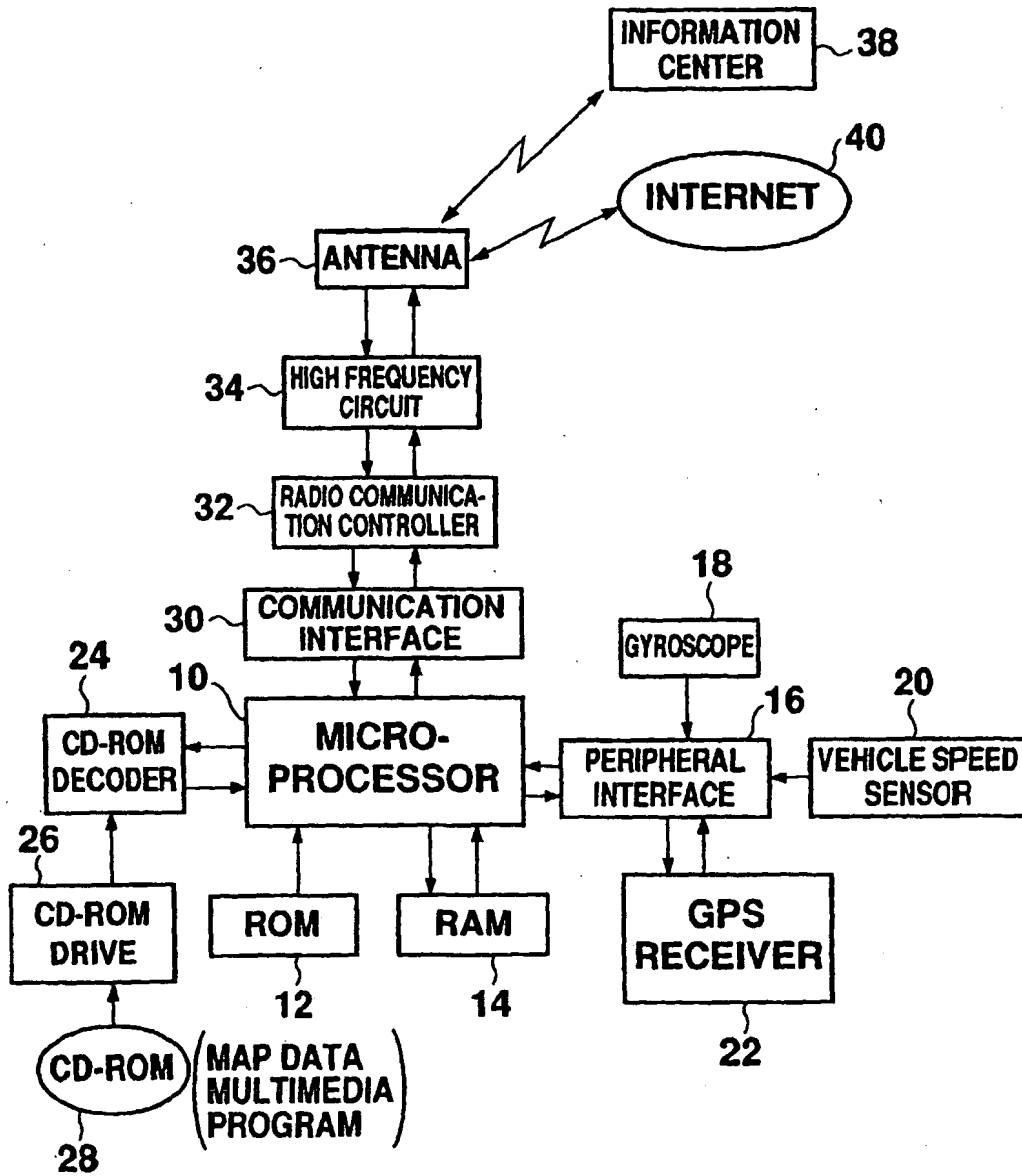 INFORMATION
CENTER
38
40
INTERNET
36
ANTENNA
34
HIGH FREQUENCY
CIRCUIT
32
RADIO COMMUNICA-
TION CONTROLLER
30
COMMUNICATION
INTERFACE
18
GYROSCOPE
24
10
16
20
CD-ROM
DECODER
MICRO-
PROCESSOR
PERIPHERAL
INTERFACE
VEHICLE SPEED
SENSOR
26
CD-ROM
DRIVE
ROM
RAM
GPS
RECEIVER
12
14
22
CD-ROM
(MAP DATA
MULTIMEDIA
PROGRAM)
28